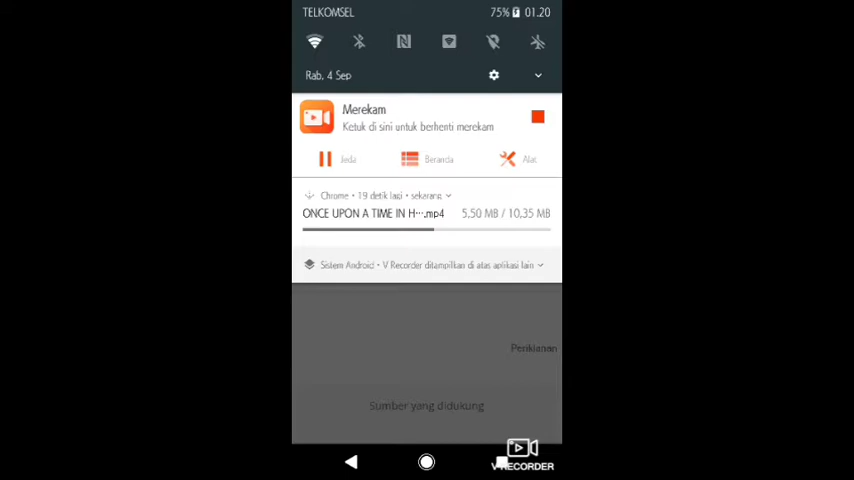 TELKOMSEL 75% 01.20
Rab, 4 Sep
Merekam
Ketuk di sini untuk berhenti merekam
Jeda Beranda Alat
Chrome • 19 detik lagi • sekarang
ONCE UPON A TIME IN H….mp4 5,50 MB / 10,35 MB
Sistem Android • V Recorder ditampilkan di atas aplikasi lain
Periklanan
Sumber yang didukung
V RECORDER